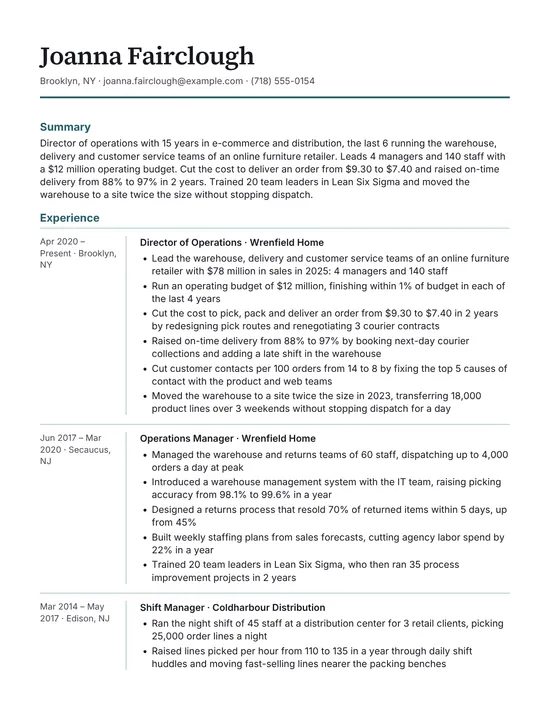 Joanna Fairclough
Brooklyn, NY · joanna.fairclough@example.com · (718) 555-0154
Summary
Director of operations with 15 years in e-commerce and distribution, the last 6 running the warehouse,
delivery and customer service teams of an online furniture retailer. Leads 4 managers and 140 staff with
a $12 million operating budget. Cut the cost to deliver an order from $9.30 to $7.40 and raised on-time
delivery from 88% to 97% in 2 years. Trained 20 team leaders in Lean Six Sigma and moved the
warehouse to a site twice the size without stopping dispatch.
Experience
Apr 2020 –
Present · Brooklyn,
NY
Director of Operations · Wrenfield Home
• Lead the warehouse, delivery and customer service teams of an online furniture
retailer with $78 million in sales in 2025: 4 managers and 140 staff
• Run an operating budget of $12 million, finishing within 1% of budget in each of
the last 4 years
• Cut the cost to pick, pack and deliver an order from $9.30 to $7.40 in 2 years
by redesigning pick routes and renegotiating 3 courier contracts
• Raised on-time delivery from 88% to 97% by booking next-day courier
collections and adding a late shift in the warehouse
• Cut customer contacts per 100 orders from 14 to 8 by fixing the top 5 causes of
contact with the product and web teams
• Moved the warehouse to a site twice the size in 2023, transferring 18,000
product lines over 3 weekends without stopping dispatch for a day
Jun 2017 – Mar
2020 · Secaucus,
NJ
Operations Manager · Wrenfield Home
• Managed the warehouse and returns teams of 60 staff, dispatching up to 4,000
orders a day at peak
• Introduced a warehouse management system with the IT team, raising picking
accuracy from 98.1% to 99.6% in a year
• Designed a returns process that resold 70% of returned items within 5 days, up
from 45%
• Built weekly staffing plans from sales forecasts, cutting agency labor spend by
22% in a year
• Trained 20 team leaders in Lean Six Sigma, who then ran 35 process
improvement projects in 2 years
Mar 2014 – May
2017 · Edison, NJ
Shift Manager · Coldharbour Distribution
• Ran the night shift of 45 staff at a distribution center for 3 retail clients, picking
25,000 order lines a night
• Raised lines picked per hour from 110 to 135 in a year through daily shift
huddles and moving fast-selling lines nearer the packing benches